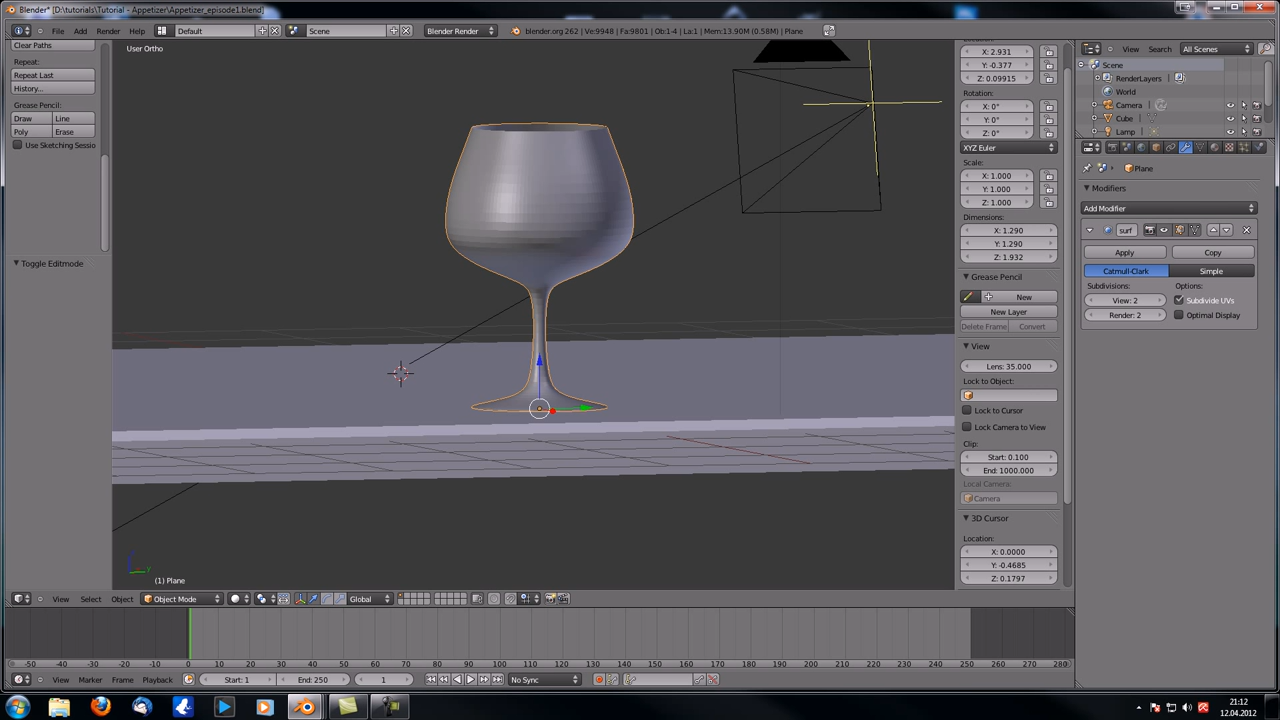 Blender* [D:\tutorials\Tutorial - Appetizer\Appetizer_episode1.blend]
File Add Render Help Default Scene Blender Render blender.org 262 | Ve:9948 | Fa:9801 | Ob:1-4 | La:1 | Mem:13.90M (0.58M) | Plane
Clear Paths
Repeat:
Repeat Last
History...
Grease Pencil:
Draw Line
Poly Erase
Use Sketching Sessio
Toggle Editmode
User Ortho
(1) Plane
X: 2.931
Y: -0.377
Z: 0.09915
Rotation:
X: 0°
Y: 0°
Z: 0°
XYZ Euler
Scale:
X: 1.000
Y: 1.000
Z: 1.000
Dimensions:
X: 1.290
Y: 1.290
Z: 1.932
Grease Pencil
New
New Layer
Delete Frame Convert
View
Lens: 35.000
Lock to Object:
Lock to Cursor
Lock Camera to View
Clip:
Start: 0.100
End: 1000.000
Local Camera:
Camera
3D Cursor
Location:
X: 0.0000
Y: -0.4685
Z: 0.1797
View Search All Scenes
Scene
RenderLayers
World
Camera
Cube
Lamp
Plane
Modifiers
Add Modifier
surf
Apply Copy
Catmull-Clark Simple
Subdivisions: Options:
View: 2 Subdivide UVs
Render: 2 Optimal Display
View Select Object Object Mode Global
-50 -40 -30 -20 -10 0 10 20 30 40 50 60 70 80 90 100 110 120 130 140 150 160 170 180 190 200 210 220 230 240 250 260 270 280
View Marker Frame Playback Start: 1 End: 250 1 No Sync
21:12
12.04.2012